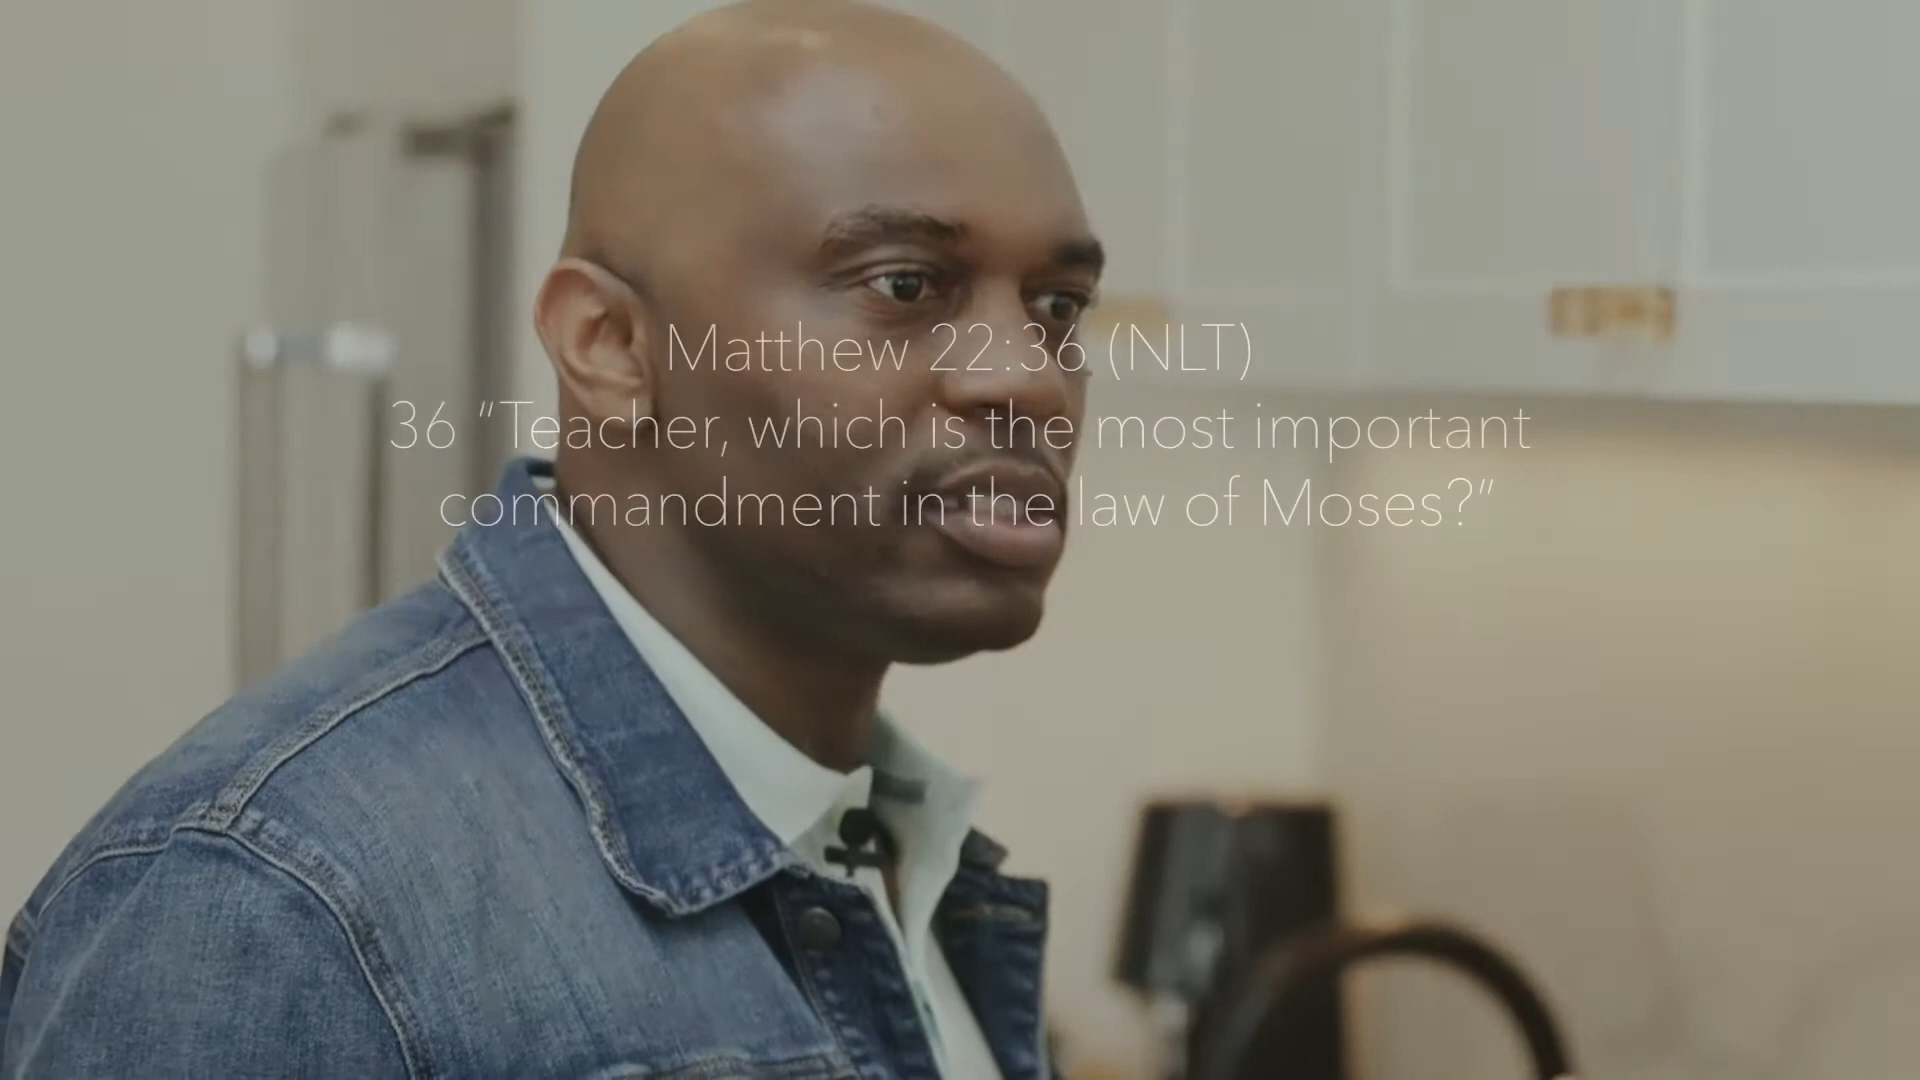 Matthew 22:36 (NLT)
36 “Teacher, which is the most important
commandment in the law of Moses?”